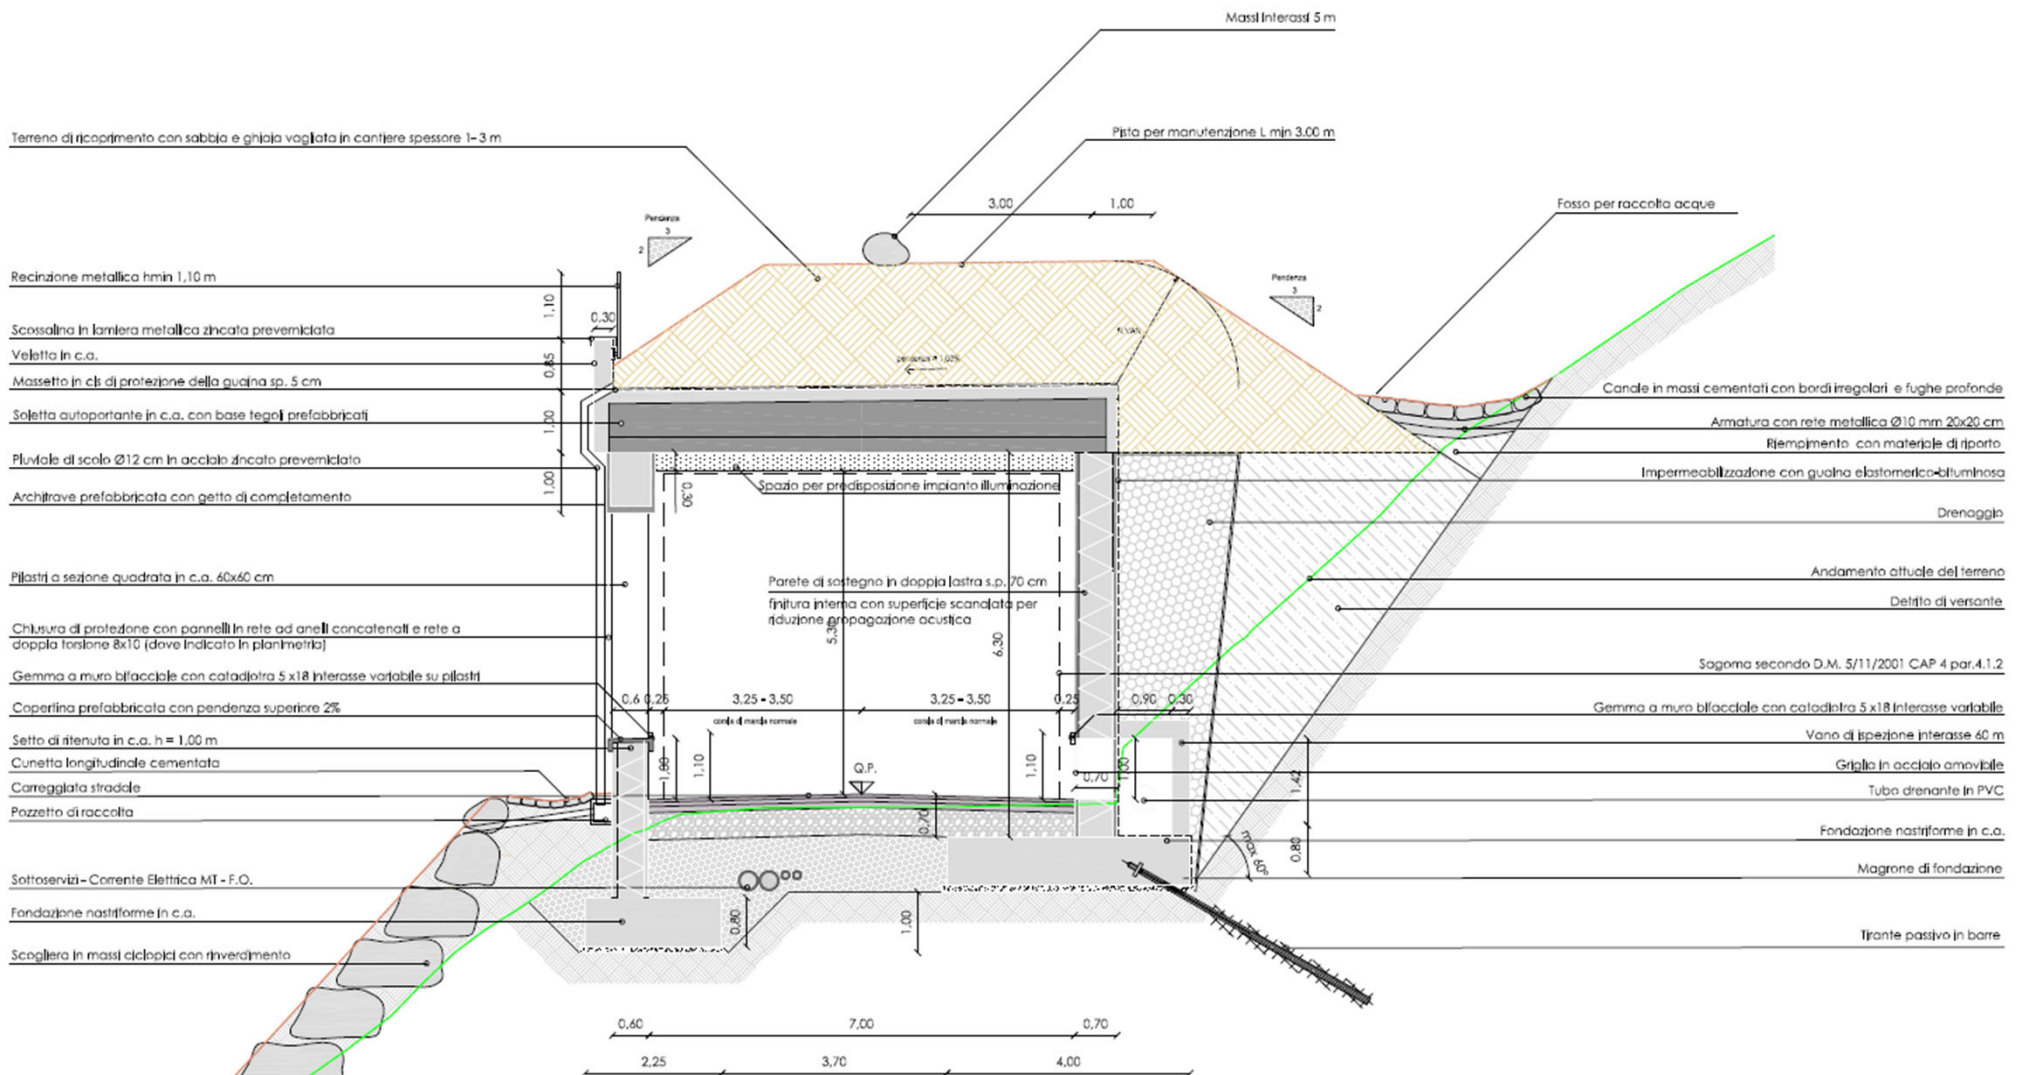 Massi interassi 5 m
Terreno di ricoprimento con sabbia e ghiaia vagliata in cantiere spessore 1-3 m
Pista per manutenzione L min 3.00 m
3,00
1,00
Fosso per raccolta acque
Pendenza
3
2
Pendenza
3
2
Recinzione metallica hmin 1,10 m
1,10
0,30
Scossalina in lamiera metallica zincata preverniciata
Veletta in c.a.
0,85
pendenza = 1,00%
Massetto in cls di protezione della guaina sp. 5 cm
Canale in massi cementati con bordi irregolari e fughe profonde
Soletta autoportante in c.a. con base tegoli prefabbricati
1,00
Armatura con rete metallica Ø10 mm 20x20 cm
Riempimento con materiale di riporto
Pluviale di scolo Ø12 cm in acciaio zincato preverniciato
Impermeabilizzazione con guaina elastomerico-bituminosa
1,00
0,30
Spazio per predisposizione impianto illuminazione
Architrave prefabbricata con getto di completamento
Drenaggio
Pilastri a sezione quadrata in c.a. 60x60 cm
Parete di sostegno in doppia lastra s.p. 70 cm
finitura interna con superficie scanalata per
riduzione propagazione acustica
Andamento attuale del terreno
Detrito di versante
5,30
6,30
Chiusura di protezione con pannelli in rete ad anelli concatenati e rete a
doppia torsione 8x10 (dove indicato in planimetria)
Sagoma secondo D.M. 5/11/2001 CAP 4 par.4.1.2
Gemma a muro bifacciale con catadiotra 5 x18 interasse variabile su pilastri
0,6
0,25
3,25 - 3,50
3,25 - 3,50
0,25
0,90
0,30
corsia di marcia normale
corsia di marcia normale
Copertina prefabbricata con pendenza superiore 2%
Gemma a muro bifacciale con catadiotra 5 x18 interasse variabile
Setto di ritenuta in c.a. h = 1,00 m
Vano di ispezione interasse 60 m
Cunetta longitudinale cementata
Griglia in acciaio amovibile
1,00
1,10
Q.P.
1,10
0,70
1,00
1,42
Carreggiata stradale
Tubo drenante in PVC
Pozzetto di raccolta
0,70
Fondazione nastriforme in c.a.
0,80
max 60°
Magrone di fondazione
Sottoservizi - Corrente Elettrica MT - F.O.
Fondazione nastriforme in c.a.
0,80
1,00
Tirante passivo in barre
Scogliera in massi ciclopici con rinverdimento
0,60
7,00
0,70
2,25
3,70
4,00